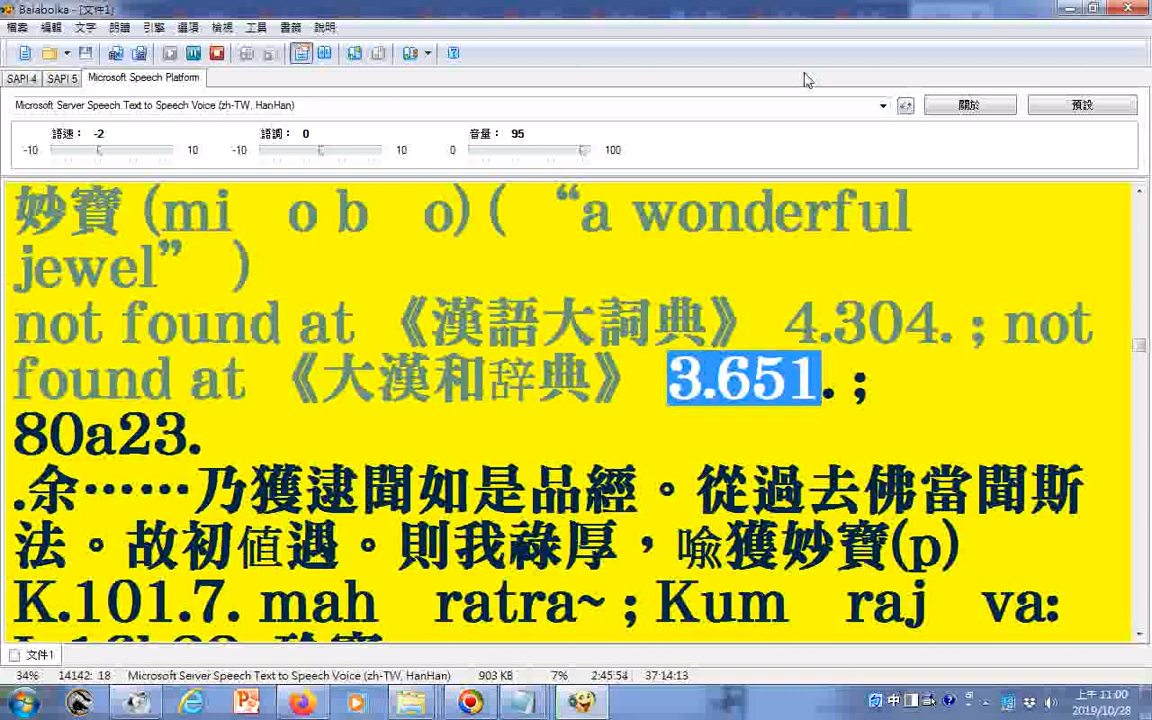 Balabolka - [文件1]
檔案 編輯 文字 朗讀 引擎 選項 檢視 工具 書籤 說明
SAPI 4 SAPI 5 Microsoft Speech Platform
Microsoft Server Speech Text to Speech Voice (zh-TW, HanHan) 關於 預設
語速： -2 語調： 0 音量： 95
-10 10 -10 10 0 100
妙寶 (mi o b o) ( “a wonderful
jewel” )
not found at 《漢語大詞典》 4.304. ; not
found at 《大漢和辞典》 3.651. ;
80a23.
.余……乃獲逮聞如是品經。從過去佛當聞斯
法。故初値遇。則我祿厚，喩獲妙寶(p)
K.101.7. mah ratra~ ; Kum raj va:
文件1
34% 14142: 18 Microsoft Server Speech Text to Speech Voice (zh-TW, HanHan) 903 KB 7% 2:45:54 37:14:13
中 上午 11:00
2019/10/28